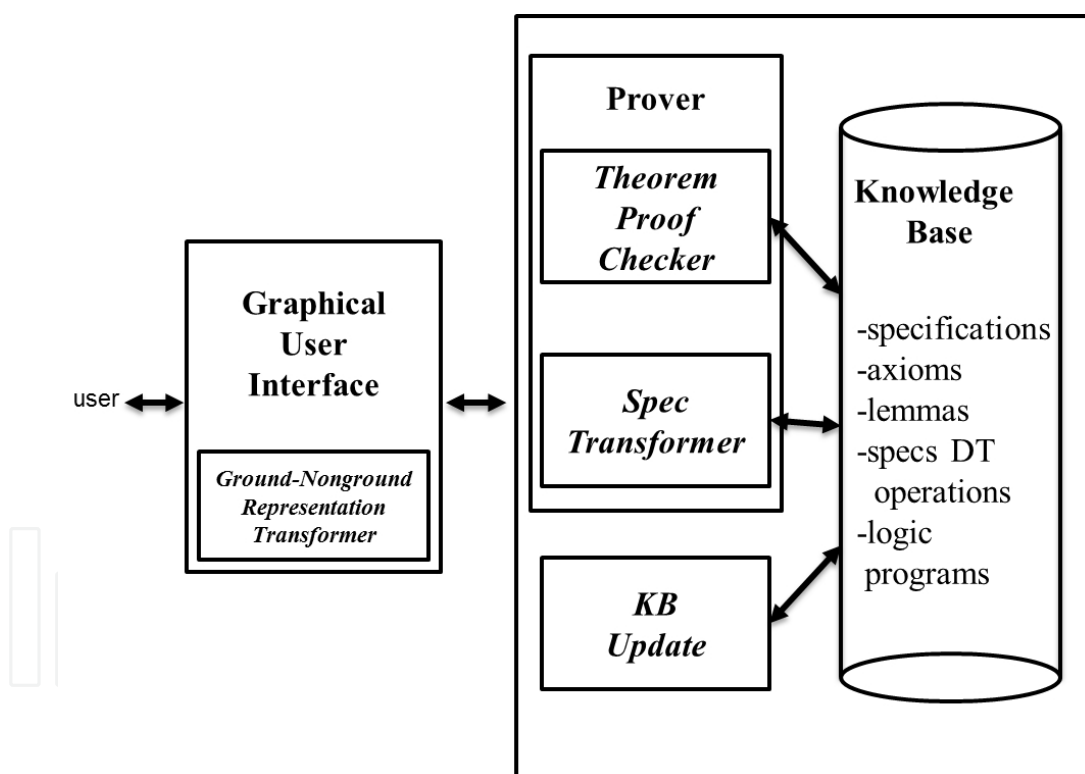 user
Graphical
User
Interface
Ground-Nonground
Representation
Transformer
Prover
Theorem
Proof
Checker
Spec
Transformer
KB
Update
Knowledge
Base
-specifications
-axioms
-lemmas
-specs DT
operations
-logic
programs